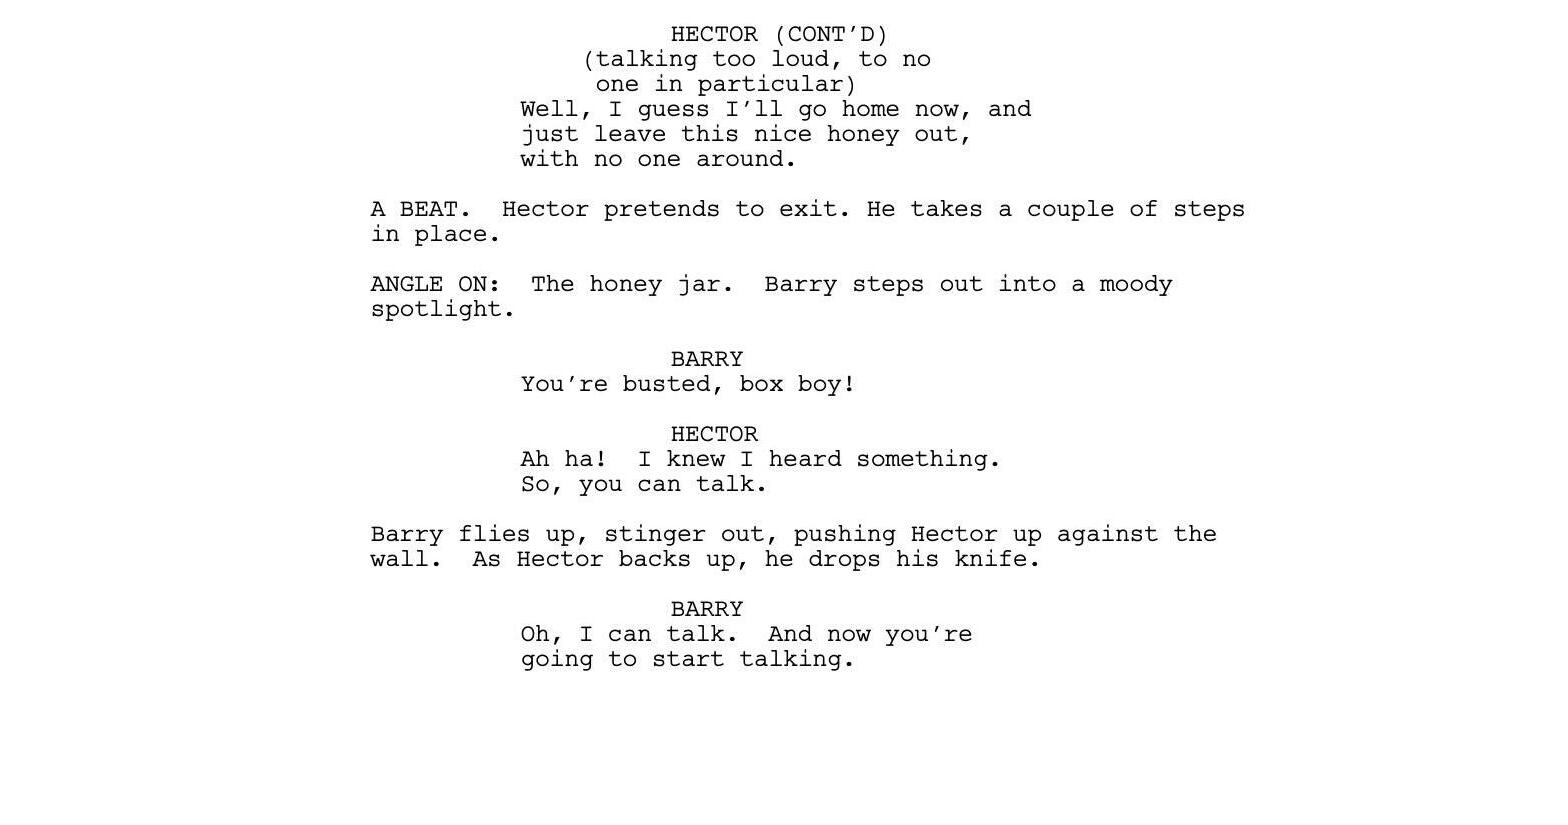 HECTOR (CONT’D)
(talking too loud, to no
one in particular)
Well, I guess I’ll go home now, and
just leave this nice honey out,
with no one around.
A BEAT.  Hector pretends to exit. He takes a couple of steps
in place.
ANGLE ON:  The honey jar.  Barry steps out into a moody
spotlight.
BARRY
You’re busted, box boy!
HECTOR
Ah ha!  I knew I heard something.
So, you can talk.
Barry flies up, stinger out, pushing Hector up against the
wall.  As Hector backs up, he drops his knife.
BARRY
Oh, I can talk.  And now you’re
going to start talking.